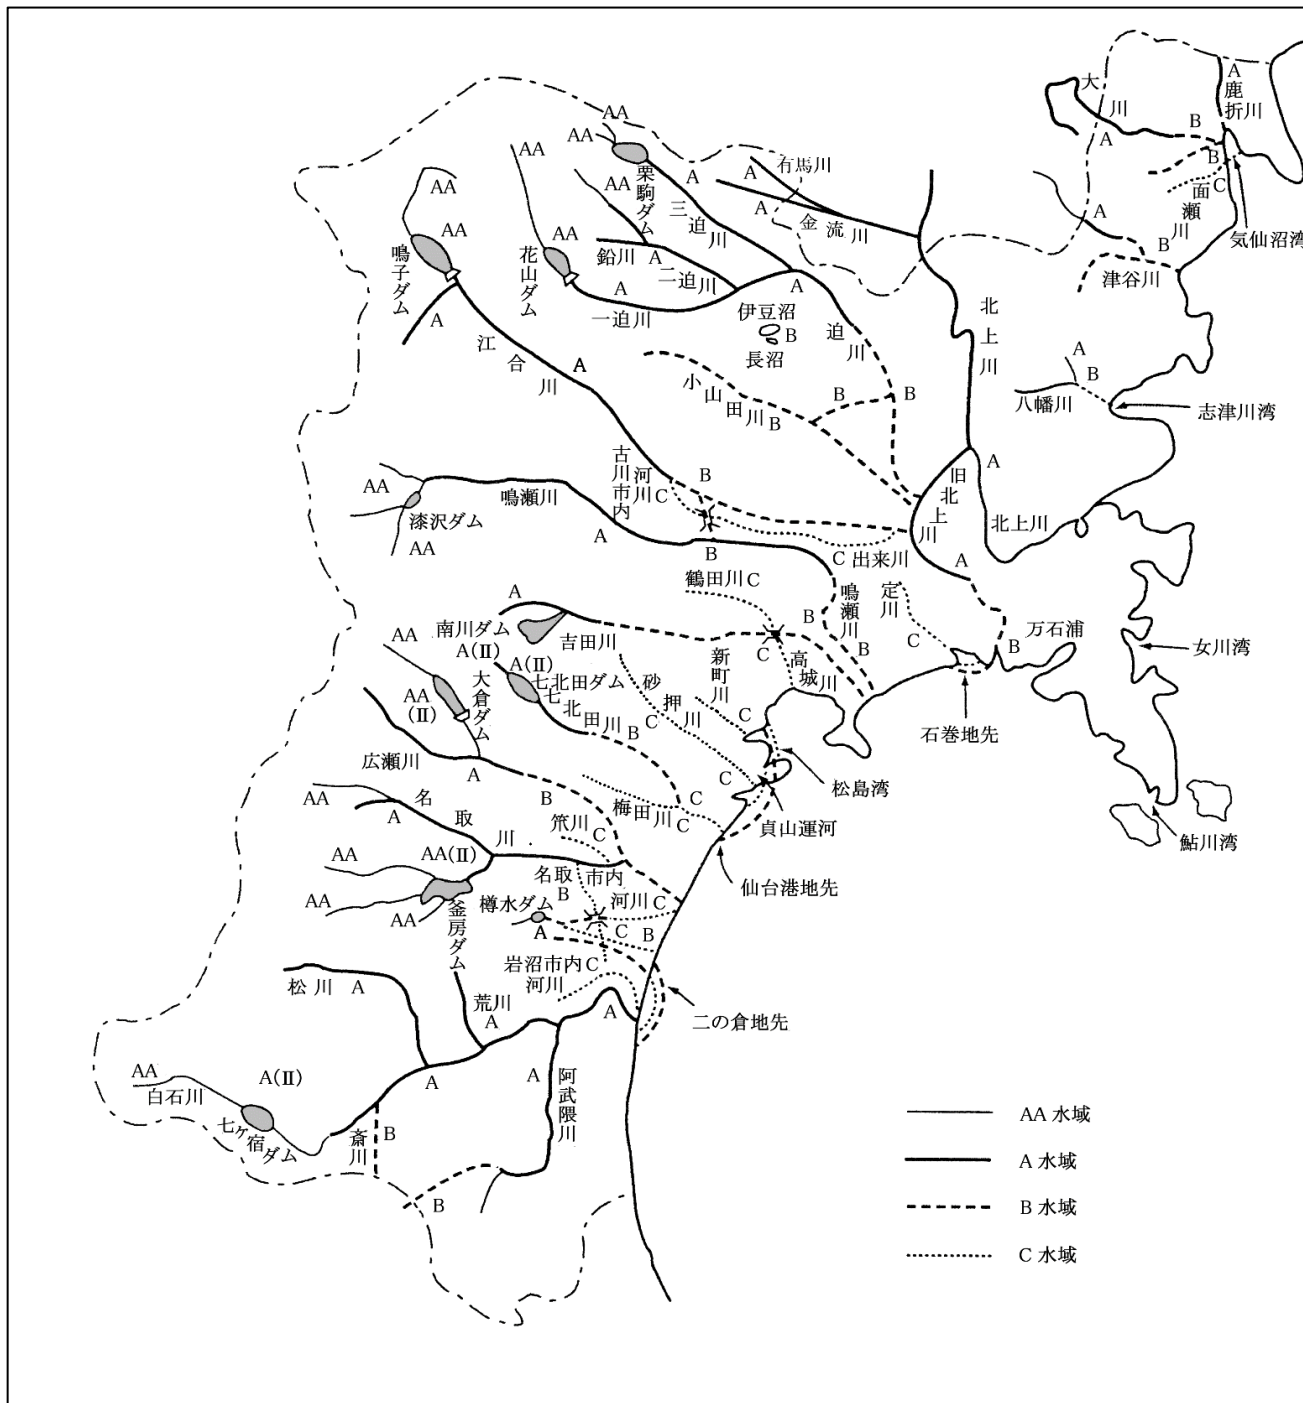 大川
A
鹿折川
B
A
B
C
面瀬川
気仙沼湾
A
B
津谷川
AA
AA
栗駒ダム
A
三迫川
A
有馬川
A
金流川
AA
AA
鉛川
A
二迫川
AA
花山ダム
A
一迫川
AA
AA
鳴子ダム
A
江合川
A
伊豆沼
B
長沼
A
迫川
B
B
小山田川
B
北上川
A
B
八幡川
志津川湾
A
旧北上川
北上川
A
B
古川市内河川
C
B
B
C
出来川
AA
漆沢ダム
AA
鳴瀬川
A
鶴田川
C
鳴瀬川
B
B
定川
C
B
万石浦
女川湾
石巻地先
鮎川湾
A
南川ダム
A(Ⅱ)
吉田川
C
高城川
新町川
C
松島湾
AA
AA
(Ⅱ)
大倉ダム
A(Ⅱ)
七北田ダム
七北田川
B
砂押川
C
C
貞山運河
仙台港地先
広瀬川
A
B
梅田川
C
C
AA
A
名取川
笊川
C
AA
AA(Ⅱ)
AA
AA
釜房ダム
名取市内河川
B
C
樽水ダム
A
C
B
岩沼市内河川
C
二の倉地先
松川
A
荒川
A
A
AA
白石川
A(Ⅱ)
七ヶ宿ダム
A
斎川
B
A
阿武隈川
B
AA 水域
A 水域
B 水域
C 水域